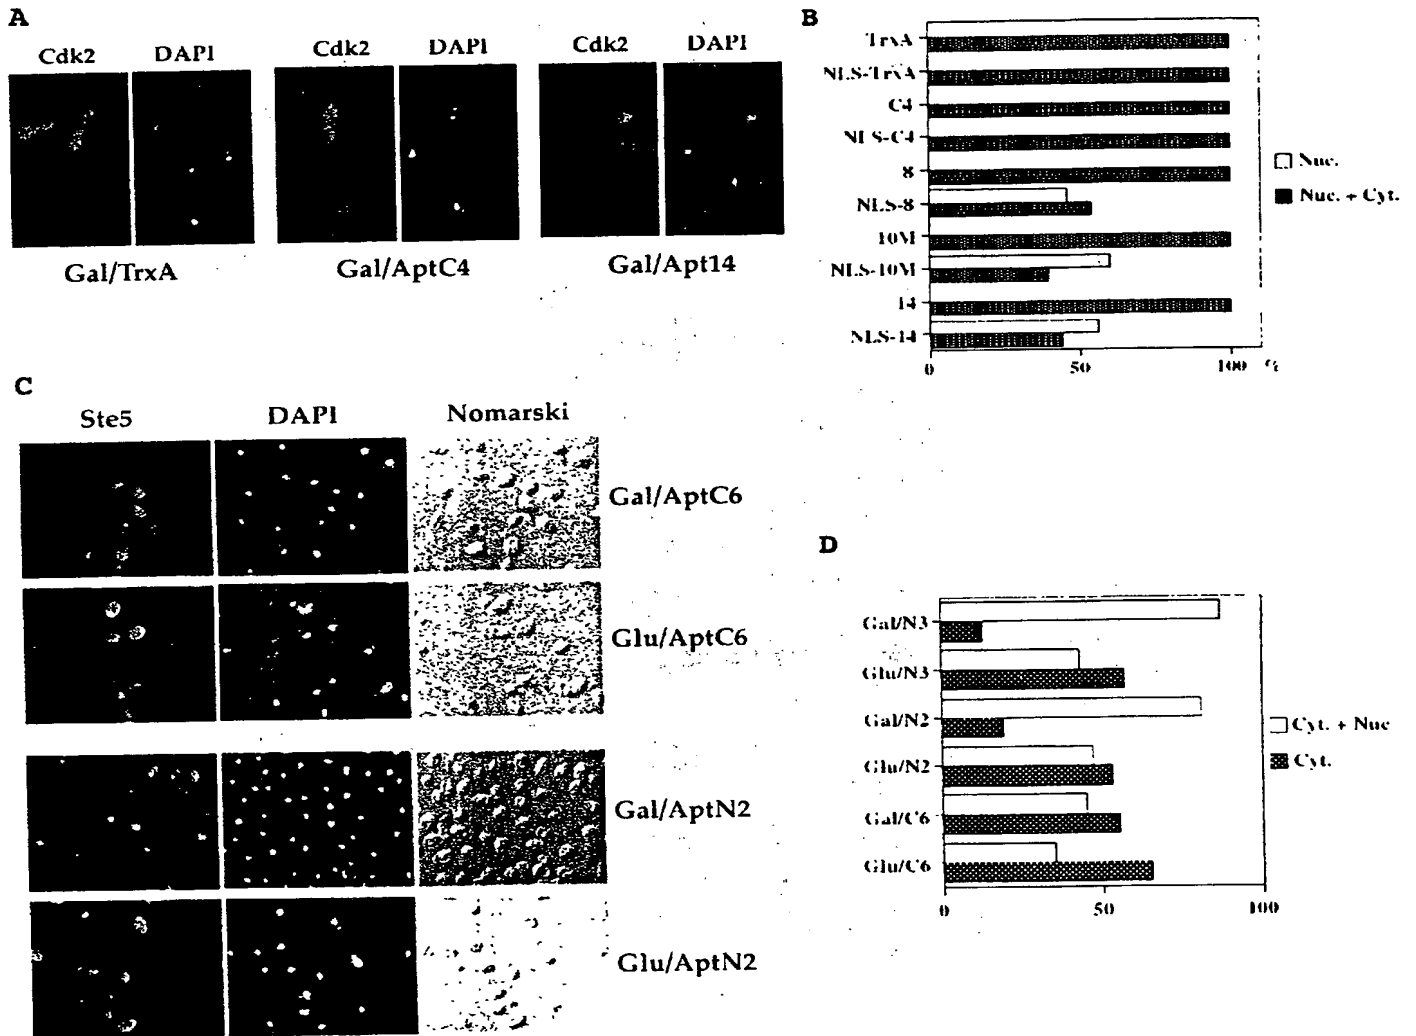 A
Cdk2 DAPI Cdk2 DAPI Cdk2 DAPI
Gal/TrxA Gal/AptC4 Gal/Apt14
B
TrxA
NLS-TrxA
C4
NLS-C4
8
NLS-8
10M
NLS-10M
14
NLS-14
0 50 100 %
Nuc.
Nuc. + Cyt.
C
Ste5 DAPI Nomarski
Gal/AptC6
Glu/AptC6
Gal/AptN2
Glu/AptN2
D
Gal/N3
Glu/N3
Gal/N2
Glu/N2
Gal/C6
Glu/C6
0 50 100
Cyt. + Nuc
Cyt.